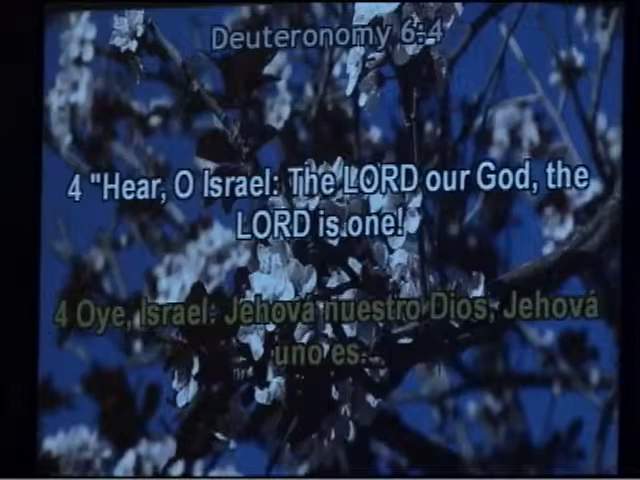 Deuteronomy 6:4
4 "Hear, O Israel: The LORD our God, the
LORD is one!
4 Oye, Israel: Jehová nuestro Dios, Jehová
uno es.